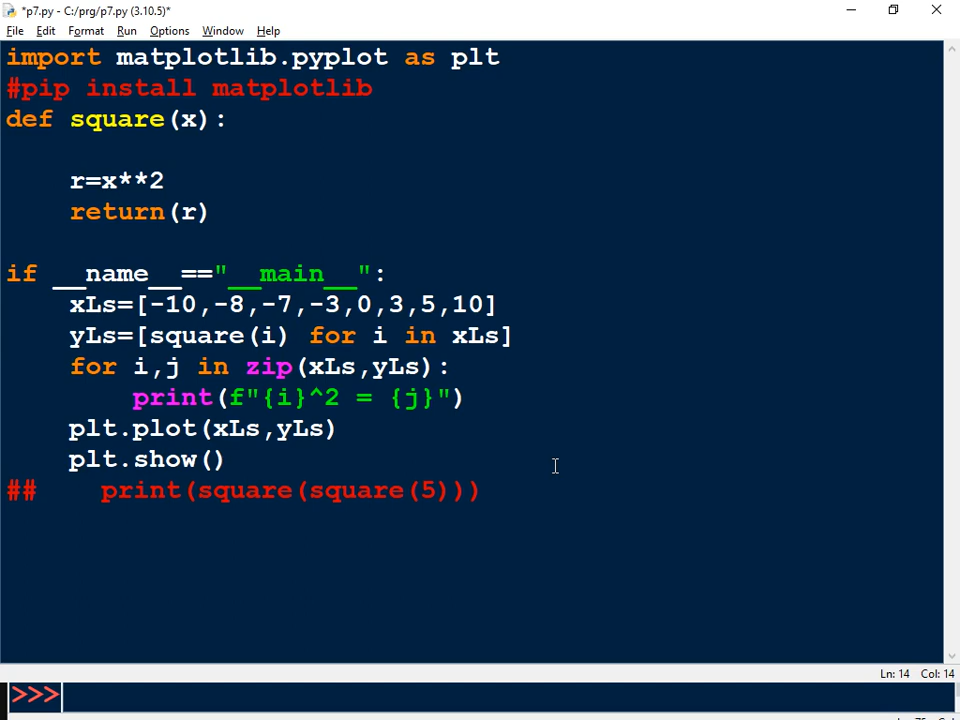 *p7.py - C:/prg/p7.py (3.10.5)*
File Edit Format Run Options Window Help
import matplotlib.pyplot as plt
#pip install matplotlib
def square(x):
    r=x**2
    return(r)
if __name__=="__main__":
    xLs=[-10,-8,-7,-3,0,3,5,10]
    yLs=[square(i) for i in xLs]
    for i,j in zip(xLs,yLs):
        print(f"{i}^2 = {j}")
    plt.plot(xLs,yLs)
    plt.show()
##    print(square(square(5)))
Ln: 14 Col: 14
>>>